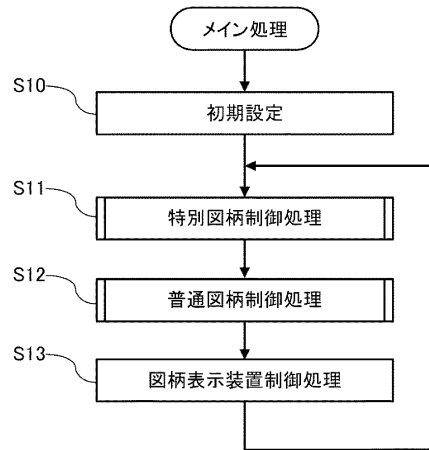 メイン処理
S10
初期設定
S11
特別図柄制御処理
S12
普通図柄制御処理
S13
図柄表示装置制御処理